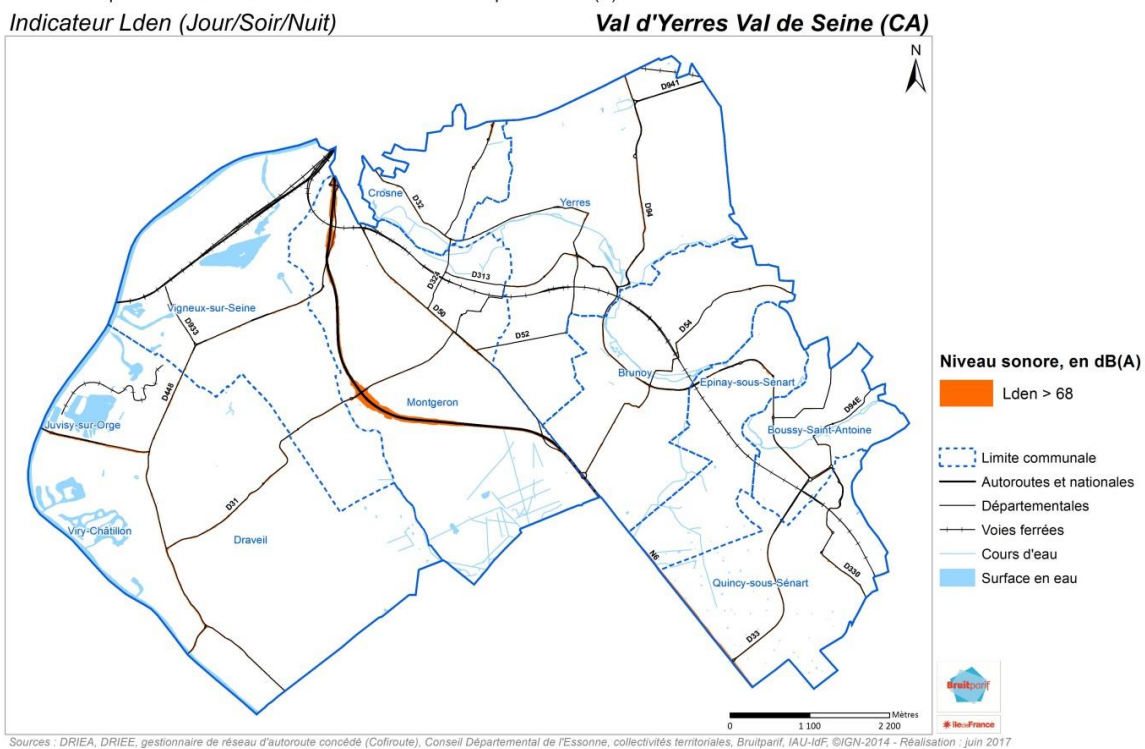 Indicateur Lden (Jour/Soir/Nuit)
Val d'Yerres Val de Seine (CA)
N
D941
Crosne
D32
Yerres
D94
D313
D324
Vigneux-sur-Seine
D933
D50
D52
D54
Brunoy
Epinay-sous-Sénart
D448
Montgeron
D94E
Juvisy-sur-Orge
Boussy-Saint-Antoine
D31
Viry-Châtillon
Draveil
N6
Quincy-sous-Sénart
D330
D33
Niveau sonore, en dB(A)
Lden > 68
Limite communale
Autoroutes et nationales
Départementales
Voies ferrées
Cours d'eau
Surface en eau
Bruitparif
île de France
Mètres
0 1 100 2 200
Sources : DRIEA, DRIEE, gestionnaire de réseau d'autoroute concédé (Cofiroute), Conseil Départemental de l'Essonne, collectivités territoriales, Bruitparif, IAU-IdF, ©IGN-2014 - Réalisation : juin 2017